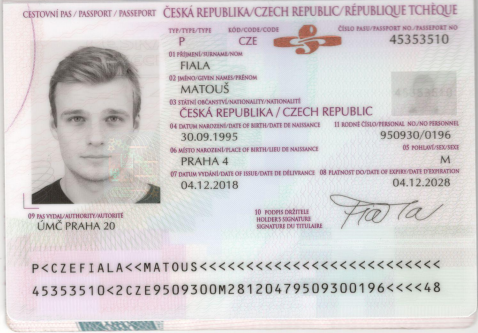 CESTOVNÍ PAS / PASSPORT / PASSEPORT ČESKÁ REPUBLIKA/CZECH REPUBLIC/RÉPUBLIQUE TCHÈQUE
TYP/TYPE/TYPE KÓD/CODE/CODE ČÍSLO PASU/PASSPORT NO./PASSEPORT NO.
P CZE 45353510
01 PŘÍJMENÍ/SURNAME/NOM
FIALA
02 JMÉNO/GIVEN NAMES/PRÉNOM
MATOUŠ
03 STÁTNÍ OBČANSTVÍ/NATIONALITY/NATIONALITÉ
ČESKÁ REPUBLIKA / CZECH REPUBLIC
04 DATUM NAROZENÍ/DATE OF BIRTH/DATE DE NAISSANCE 11 RODNÉ ČÍSLO/PERSONAL NO./NO PERSONNEL
30.09.1995 950930/0196
06 MÍSTO NAROZENÍ/PLACE OF BIRTH/LIEU DE NAISSANCE 05 POHLAVÍ/SEX/SEXE
PRAHA 4 M
07 DATUM VYDÁNÍ/DATE OF ISSUE/DATE DE DÉLIVRANCE 08 PLATNOST DO/DATE OF EXPIRY/DATE D'EXPIRATION
04.12.2018 04.12.2028
09 PAS VYDAL/AUTHORITY/AUTORITÉ
ÚMČ PRAHA 20
10 PODPIS DRŽITELE
HOLDER'S SIGNATURE
SIGNATURE DU TITULAIRE
Fiala
P<CZEFIALA<<MATOUS<<<<<<<<<<<<<<<<<<<<<<<<<<
45353510<2CZE9509300M28120479509300196<<<<48